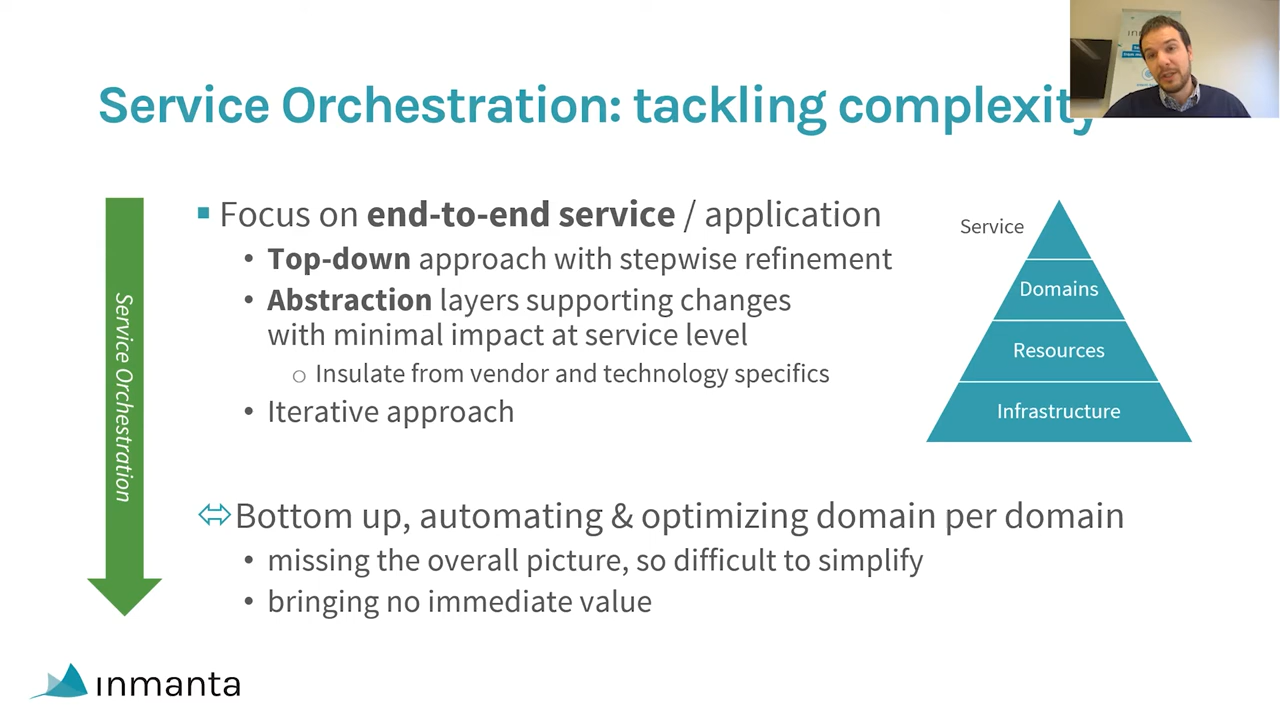 Service Orchestration: tackling complexity
Service Orchestration
Focus on end-to-end service / application
• Top-down approach with stepwise refinement
• Abstraction layers supporting changes
with minimal impact at service level
○ Insulate from vendor and technology specifics
• Iterative approach
Service
Domains
Resources
Infrastructure
⬄Bottom up, automating & optimizing domain per domain
• missing the overall picture, so difficult to simplify
• bringing no immediate value
inmanta